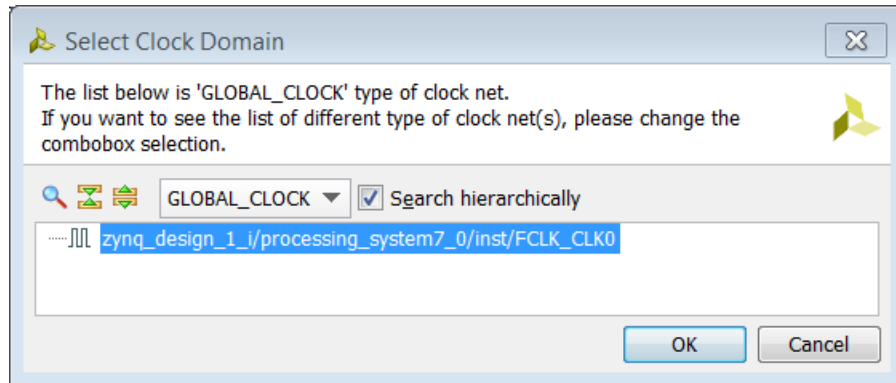 Select Clock Domain
The list below is 'GLOBAL_CLOCK' type of clock net.
If you want to see the list of different type of clock net(s), please change the
combobox selection.
GLOBAL_CLOCK Search hierarchically
zynq_design_1_i/processing_system7_0/inst/FCLK_CLK0
OK Cancel